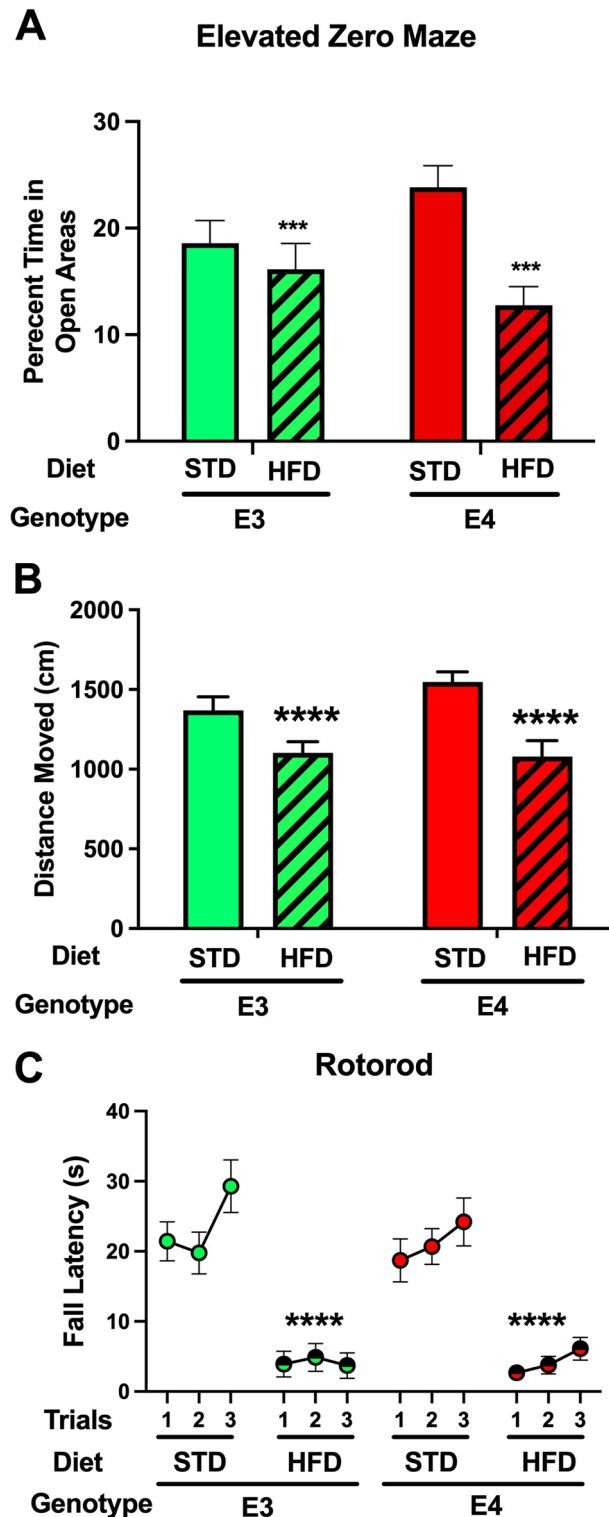 A
Elevated Zero Maze
Perecent Time in
Open Areas
30
20
10
0
***
***
Diet STD HFD STD HFD
Genotype E3 E4
B
Distance Moved (cm)
2000
1500
1000
500
0
****
****
Diet STD HFD STD HFD
Genotype E3 E4
C
Rotorod
Fall Latency (s)
40
30
20
10
0
****
****
Trials 1 2 3 1 2 3 1 2 3 1 2 3
Diet STD HFD STD HFD
Genotype E3 E4